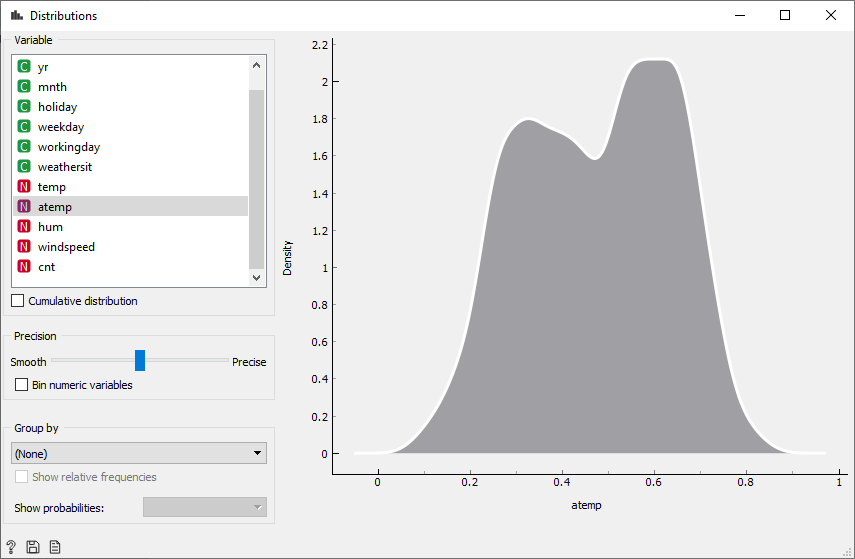 Distributions
Variable
C yr
C mnth
C holiday
C weekday
C workingday
C weathersit
N temp
N atemp
N hum
N windspeed
N cnt
Cumulative distribution
Precision
Smooth Precise
Bin numeric variables
Group by
(None)
Show relative frequencies
Show probabilities:
?
2.2
2
1.8
1.6
1.4
1.2
1
0.8
0.6
0.4
0.2
0
Density
0 0.2 0.4 0.6 0.8 1
atemp